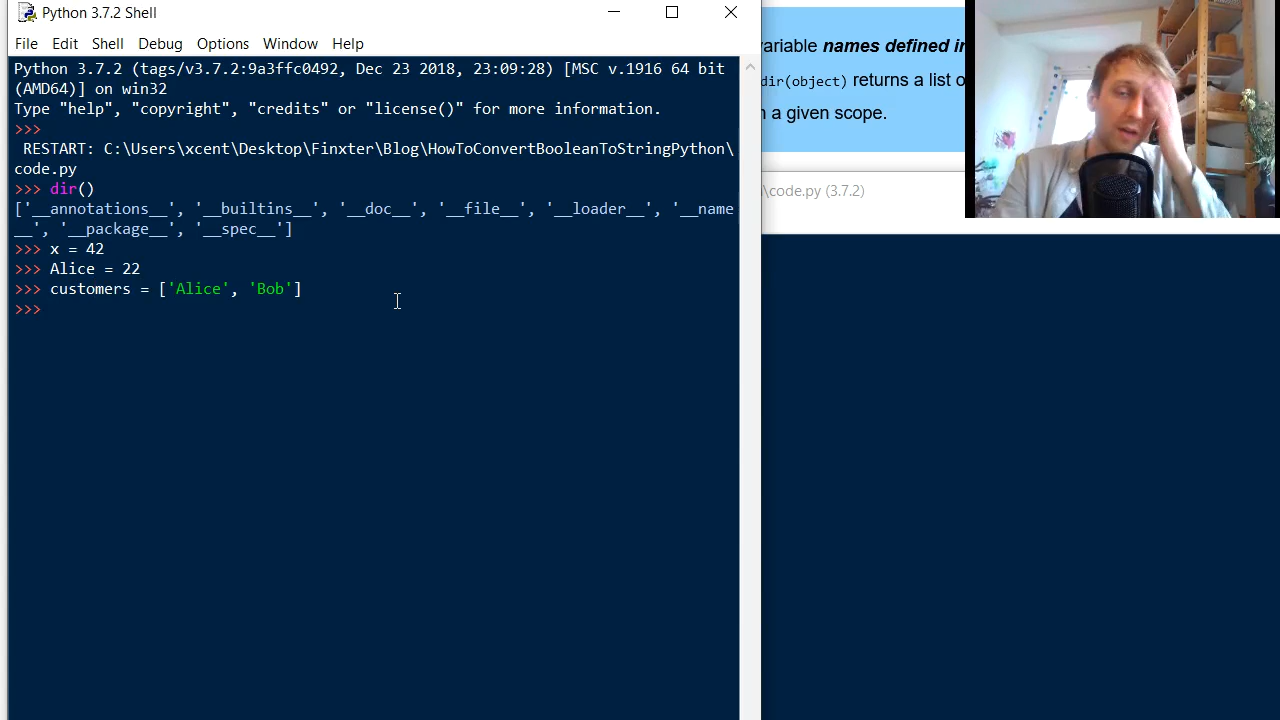 Python 3.7.2 Shell
File Edit Shell Debug Options Window Help
Python 3.7.2 (tags/v3.7.2:9a3ffc0492, Dec 23 2018, 23:09:28) [MSC v.1916 64 bit
(AMD64)] on win32
Type "help", "copyright", "credits" or "license()" for more information.
>>>
RESTART: C:\Users\xcent\Desktop\Finxter\Blog\HowToConvertBooleanToStringPython\
code.py
>>> dir()
['__annotations__', '__builtins__', '__doc__', '__file__', '__loader__', '__name
__', '__package__', '__spec__']
>>> x = 42
>>> Alice = 22
>>> customers = ['Alice', 'Bob']
>>>
names defined
dir(object) returns a list
a given scope.
\code.py (3.7.2)